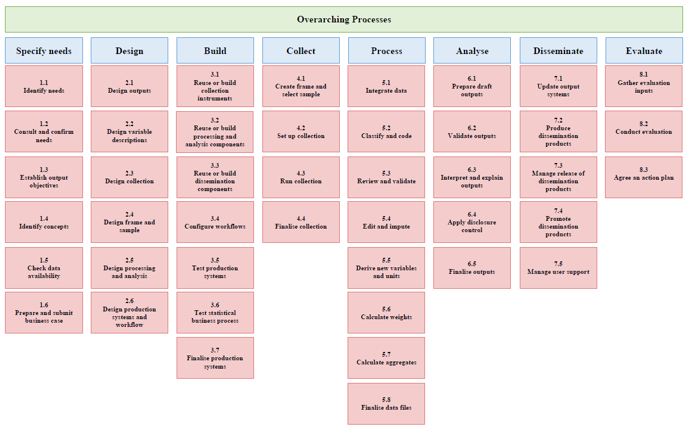 Overarching Processes
Specify needs
Design
Build
Collect
Process
Analyse
Disseminate
Evaluate
1.1
Identify needs
1.2
Consult and confirm
needs
1.3
Establish output
objectives
1.4
Identify concepts
1.5
Check data
availability
1.6
Prepare and submit
business case
2.1
Design outputs
2.2
Design variable
descriptions
2.3
Design collection
2.4
Design frame and
sample
2.5
Design processing
and analysis
2.6
Design production
systems and
workflow
3.1
Reuse or build
collection
instruments
3.2
Reuse or build
processing and
analysis components
3.3
Reuse or build
dissemination
components
3.4
Configure workflows
3.5
Test production
systems
3.6
Test statistical
business process
3.7
Finalise production
systems
4.1
Create frame and
select sample
4.2
Set up collection
4.3
Run collection
4.4
Finalise collection
5.1
Integrate data
5.2
Classify and code
5.3
Review and validate
5.4
Edit and impute
5.5
Derive new variables
and units
5.6
Calculate weights
5.7
Calculate aggregates
5.8
Finalise data files
6.1
Prepare draft
outputs
6.2
Validate outputs
6.3
Interpret and explain
outputs
6.4
Apply disclosure
control
6.5
Finalise outputs
7.1
Update output
systems
7.2
Produce
dissemination
products
7.3
Manage release of
dissemination
products
7.4
Promote
dissemination
products
7.5
Manage user support
8.1
Gather evaluation
inputs
8.2
Conduct evaluation
8.3
Agree an action plan